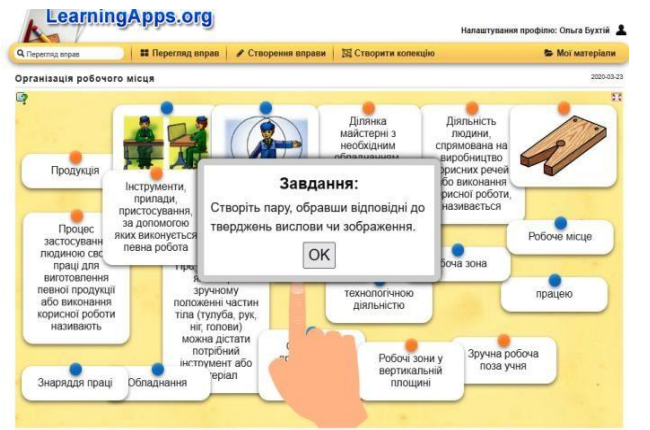 LearningApps.org
Налаштування профілю: Ольга Бухтій
Перегляд вправ
Перегляд вправ
Створення вправи
Створити колекцію
Мої матеріали
Організація робочого місця
2020-03-23
Продукція
Інструменти,
прилади,
пристосування,
за допомогою
яких виконується
певна робота
Ділянка
майстерні з
необхідним
обладнанням
Діяльність
людини,
спрямована на
виробництво
корисних речей
або виконання
корисної роботи,
називається
Завдання:
Створіть пару, обравши відповідні до
тверджень вислови чи зображення.
OK
Процес
застосування
людиною
праці для
виготовлення
певної продукції
або виконання
корисної роботи
називають
зручному
положенні частин
тіла (тулуба, рук,
ніг, голови)
можна дістати
потрібний
інструмент або
Робоче місце
зона
технологічною
діяльністю
працею
Робочі зони у
вертикальній
площині
Зручна робоча
поза учня
Знаряддя праці
Обладнання